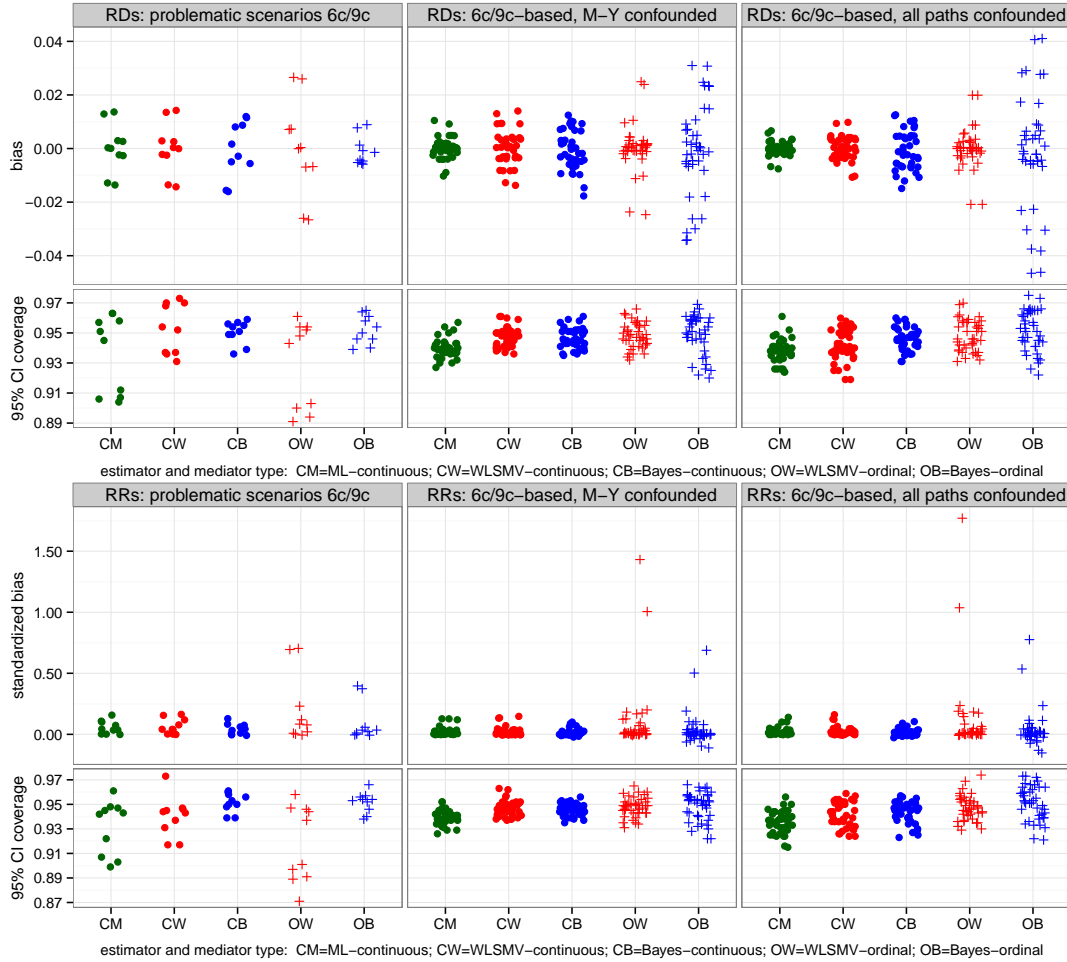 RDs: problematic scenarios 6c/9c
RDs: 6c/9c−based, M−Y confounded
RDs: 6c/9c−based, all paths confounded
bias
0.04
0.02
0.00
−0.02
−0.04
95% CI coverage
0.97
0.95
0.93
0.91
0.89
CM CW CB OW OB
CM CW CB OW OB
CM CW CB OW OB
estimator and mediator type: CM=ML−continuous; CW=WLSMV−continuous; CB=Bayes−continuous; OW=WLSMV−ordinal; OB=Bayes−ordinal
RRs: problematic scenarios 6c/9c
RRs: 6c/9c−based, M−Y confounded
RRs: 6c/9c−based, all paths confounded
standardized bias
1.50
1.00
0.50
0.00
95% CI coverage
0.97
0.95
0.93
0.91
0.89
0.87
CM CW CB OW OB
CM CW CB OW OB
CM CW CB OW OB
estimator and mediator type: CM=ML−continuous; CW=WLSMV−continuous; CB=Bayes−continuous; OW=WLSMV−ordinal; OB=Bayes−ordinal